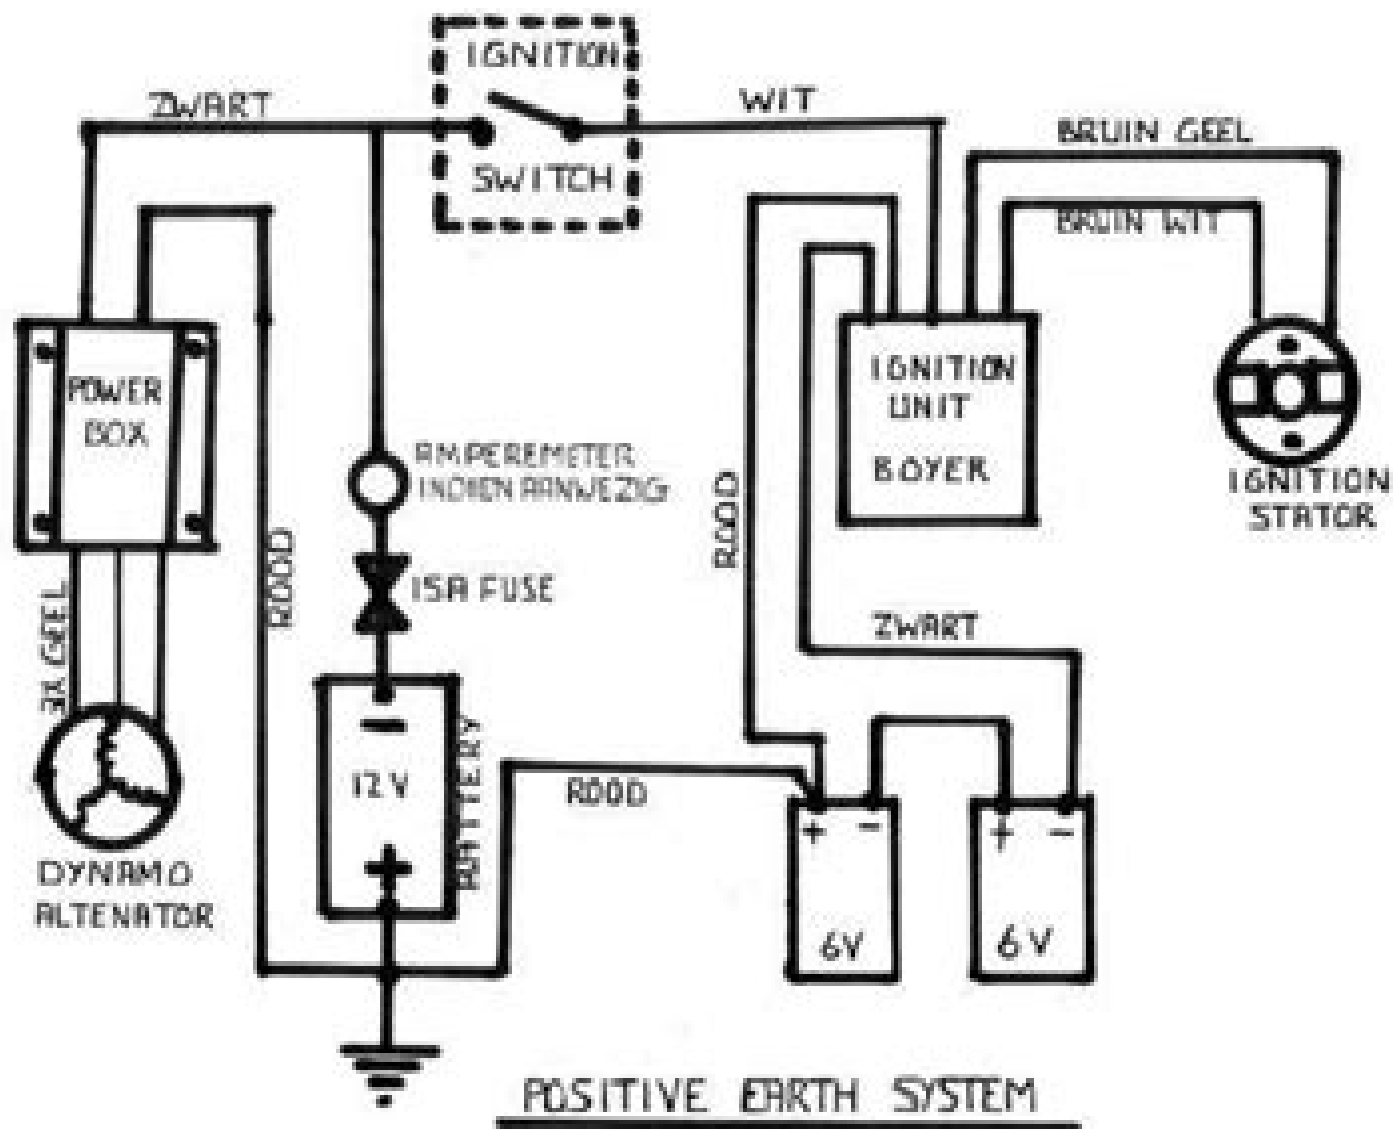 IGNITION
SWITCH
ZWART
WIT
BRUIN GEEL
BRUIN WIT
POWER
BOX
IGNITION
UNIT
BOYER
IGNITION
STATOR
AMPEREMETER
INDIEN AANWEZIG
15A FUSE
ROOD
ROOD
3X GEEL
ZWART
-
12V
+
BATTERY
ROOD
+ -
6V
+ -
6V
DYNAMO
ALTENATOR
POSITIVE EARTH SYSTEM